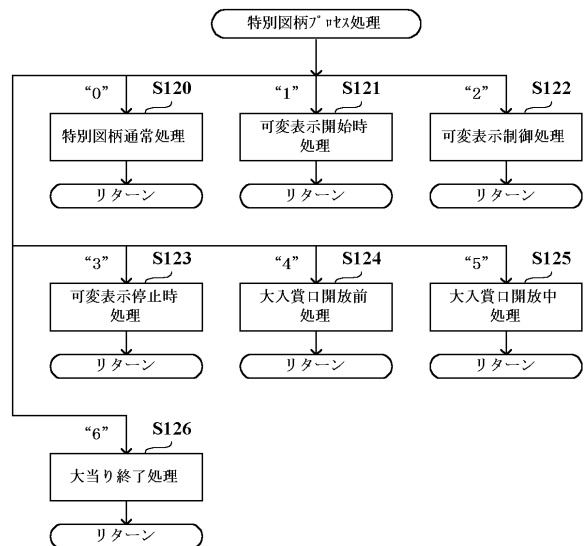 特別図柄ﾌﾟﾛｾｽ処理
“0”
S120
特別図柄通常処理
リターン
“1”
S121
可変表示開始時
処理
リターン
“2”
S122
可変表示制御処理
リターン
“3”
S123
可変表示停止時
処理
リターン
“4”
S124
大入賞口開放前
処理
リターン
“5”
S125
大入賞口開放中
処理
リターン
“6”
S126
大当り終了処理
リターン